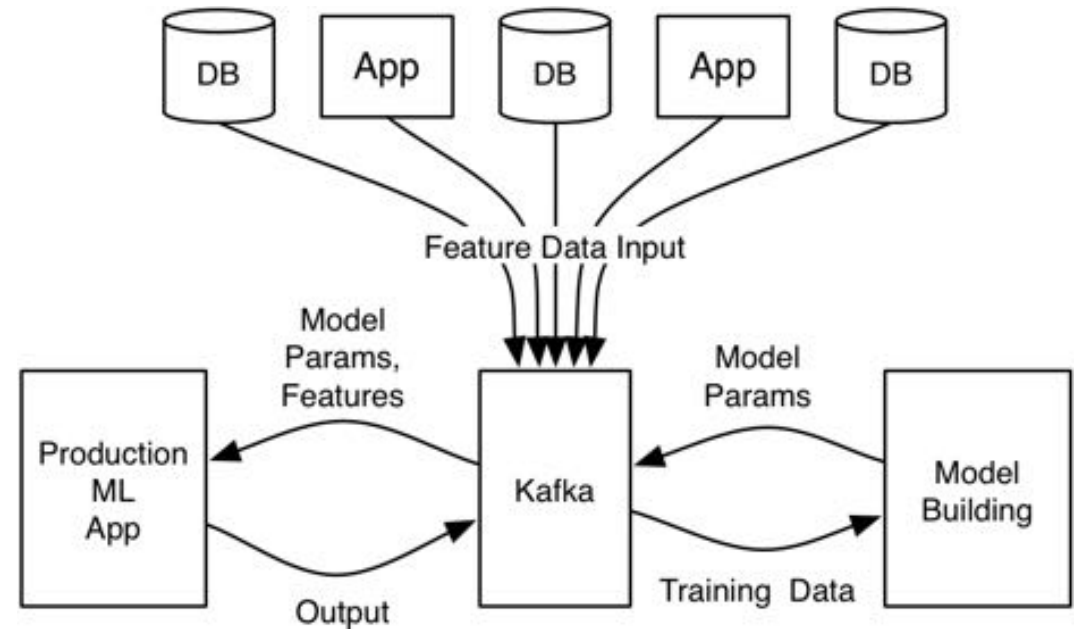 DB
App
DB
App
DB
Feature Data Input
Model
Params,
Features
Model
Params
Production
ML
App
Kafka
Model
Building
Output
Training Data